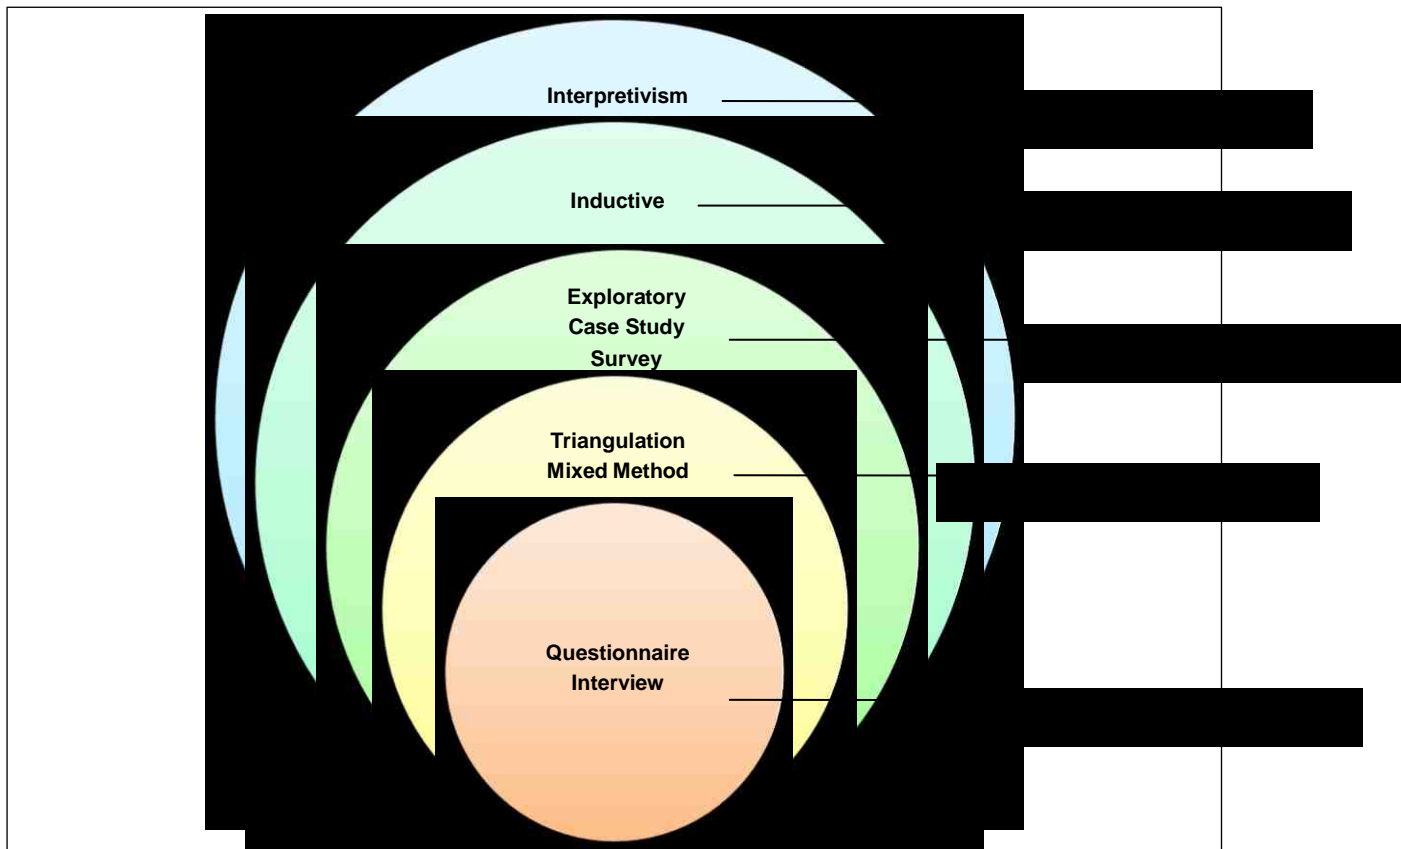 Interpretivism
Inductive
Exploratory
Case Study
Survey
Triangulation
Mixed Method
Questionnaire
Interview